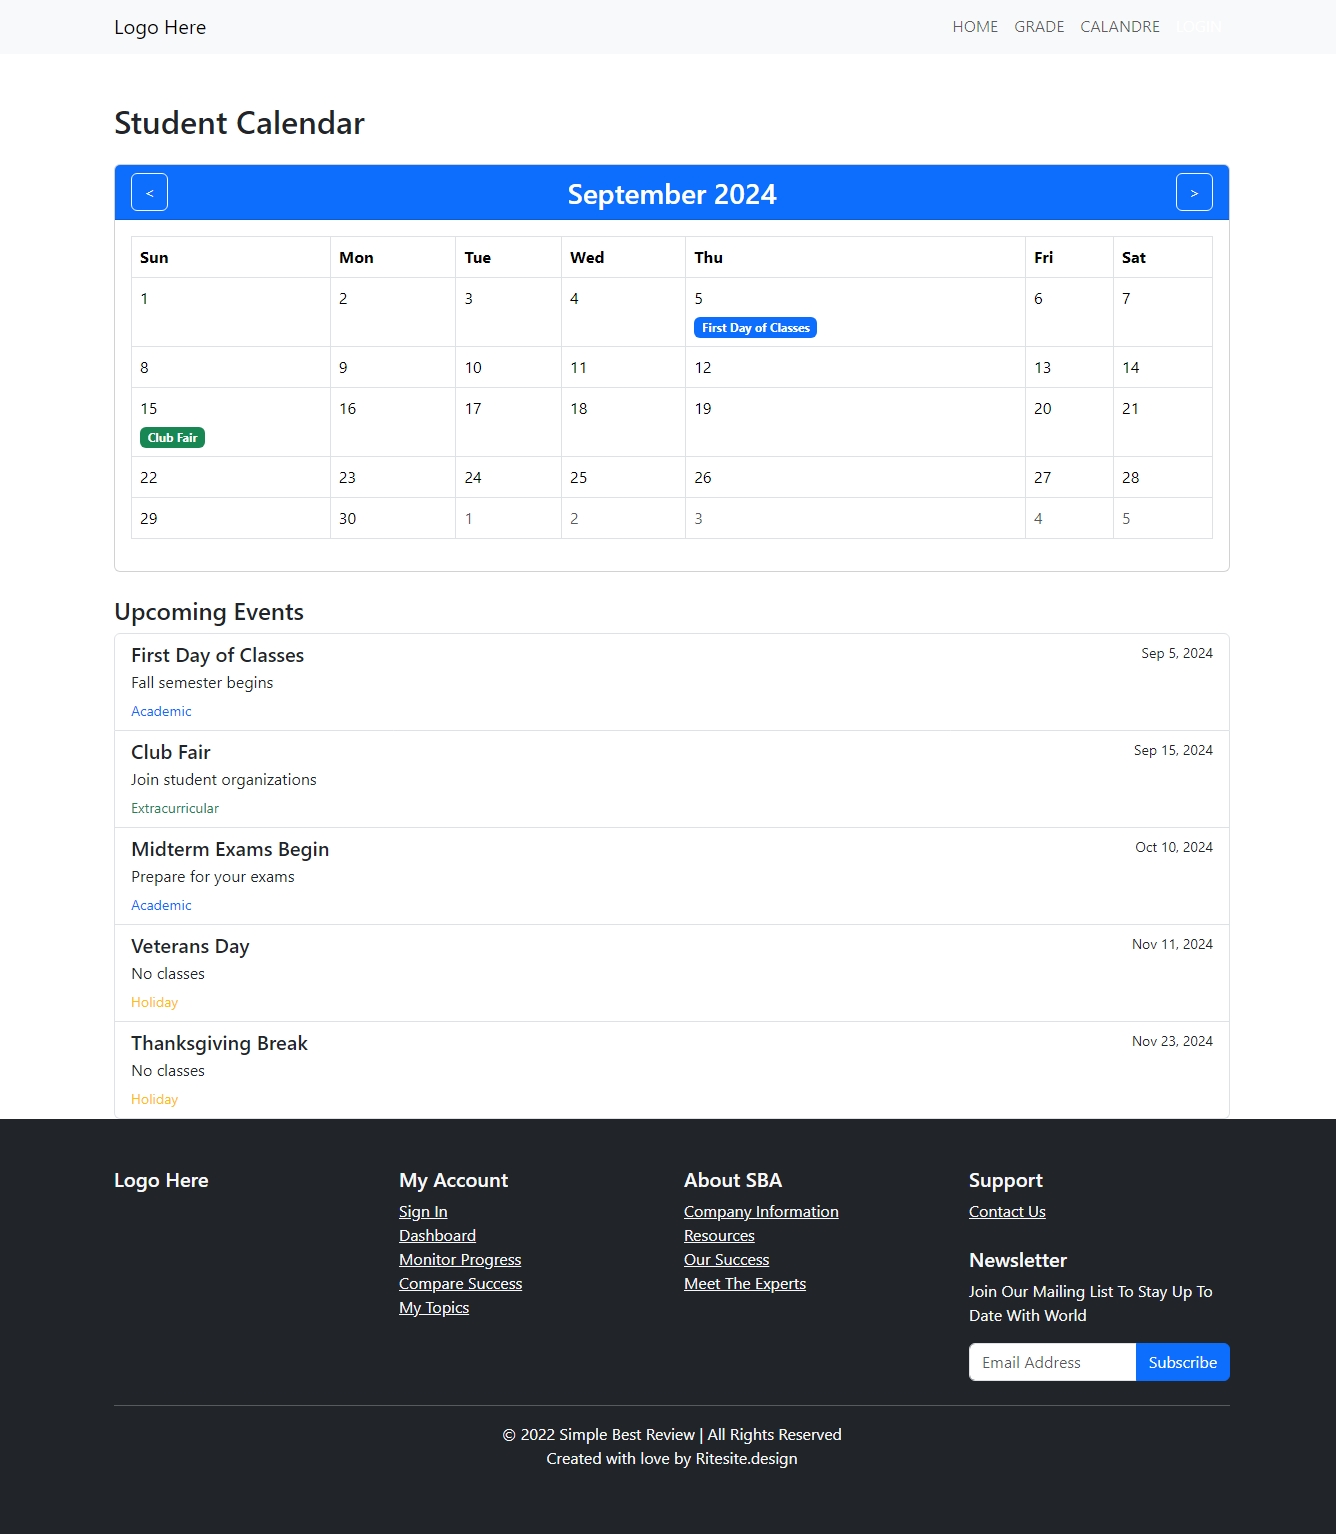 Logo Here
HOME GRADE CALANDRE LOGIN
Student Calendar
< September 2024 >
Sun Mon Tue Wed Thu Fri Sat
1 2 3 4 5 6 7
First Day of Classes
8 9 10 11 12 13 14
15 16 17 18 19 20 21
Club Fair
22 23 24 25 26 27 28
29 30 1 2 3 4 5
Upcoming Events
First Day of Classes Sep 5, 2024
Fall semester begins
Academic
Club Fair Sep 15, 2024
Join student organizations
Extracurricular
Midterm Exams Begin Oct 10, 2024
Prepare for your exams
Academic
Veterans Day Nov 11, 2024
No classes
Holiday
Thanksgiving Break Nov 23, 2024
No classes
Holiday
Logo Here
My Account
Sign In
Dashboard
Monitor Progress
Compare Success
My Topics
About SBA
Company Information
Resources
Our Success
Meet The Experts
Support
Contact Us
Newsletter
Join Our Mailing List To Stay Up To
Date With World
Email Address Subscribe
© 2022 Simple Best Review | All Rights Reserved
Created with love by Ritesite.design